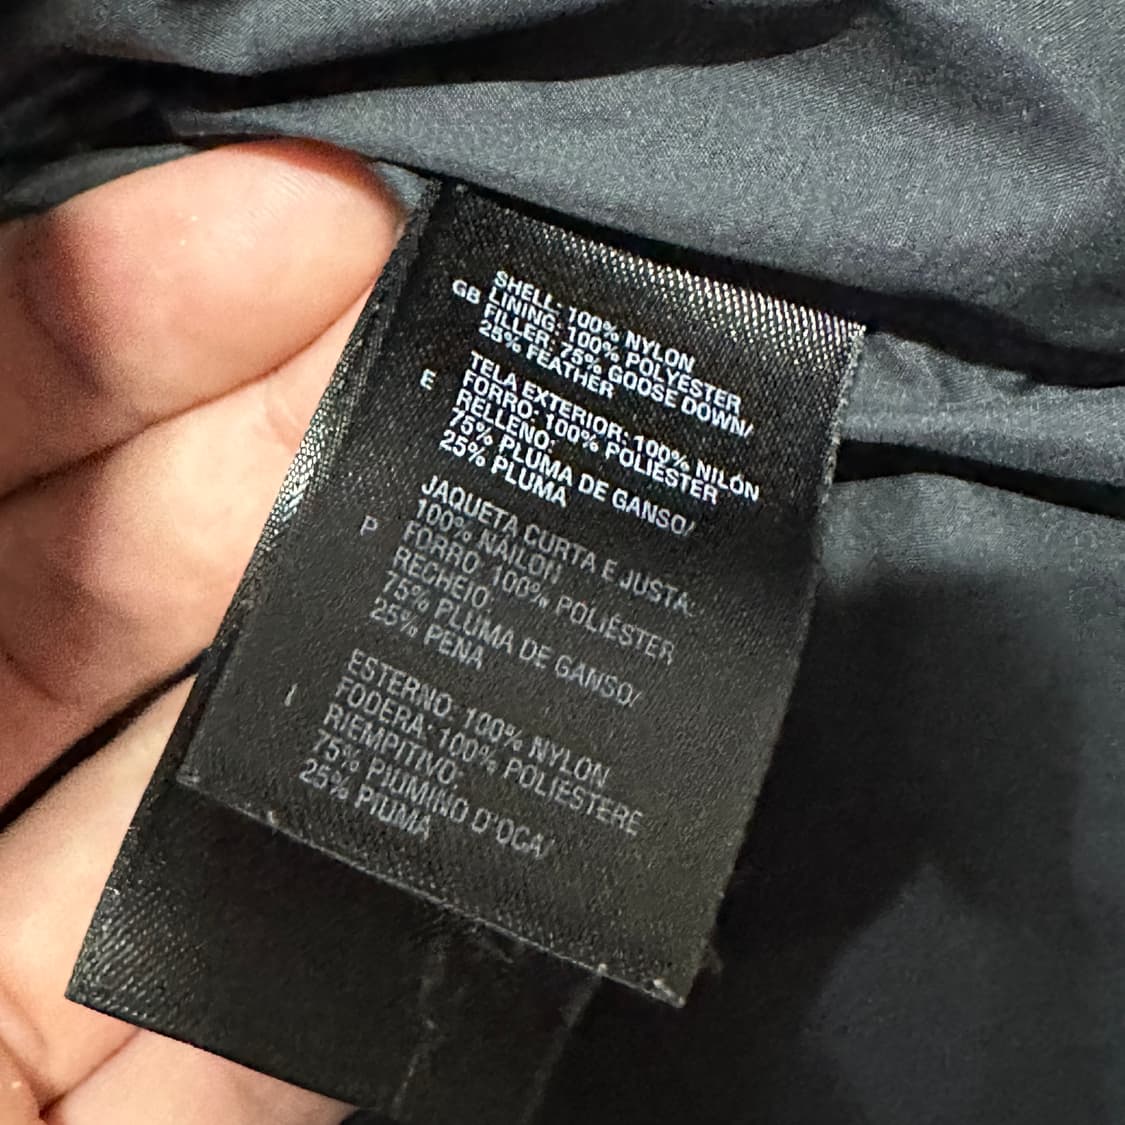 GB SHELL: 100% NYLON
LINING: 100% POLYESTER
FILLER: 75% GOOSE DOWN/
25% FEATHER
E TELA EXTERIOR: 100% NILÓN
FORRO: 100% POLIÉSTER
RELLENO:
75% PLUMA DE GANSO/
25% PLUMA
P JAQUETA CURTA E JUSTA:
100% NÁILON
FORRO: 100% POLIÉSTER
RECHEIO:
75% PLUMA DE GANSO/
25% PENA
I ESTERNO: 100% NYLON
FODERA: 100% POLIESTERE
RIEMPITIVO:
75% PIUMINO D'OCA/
25% PIUMA